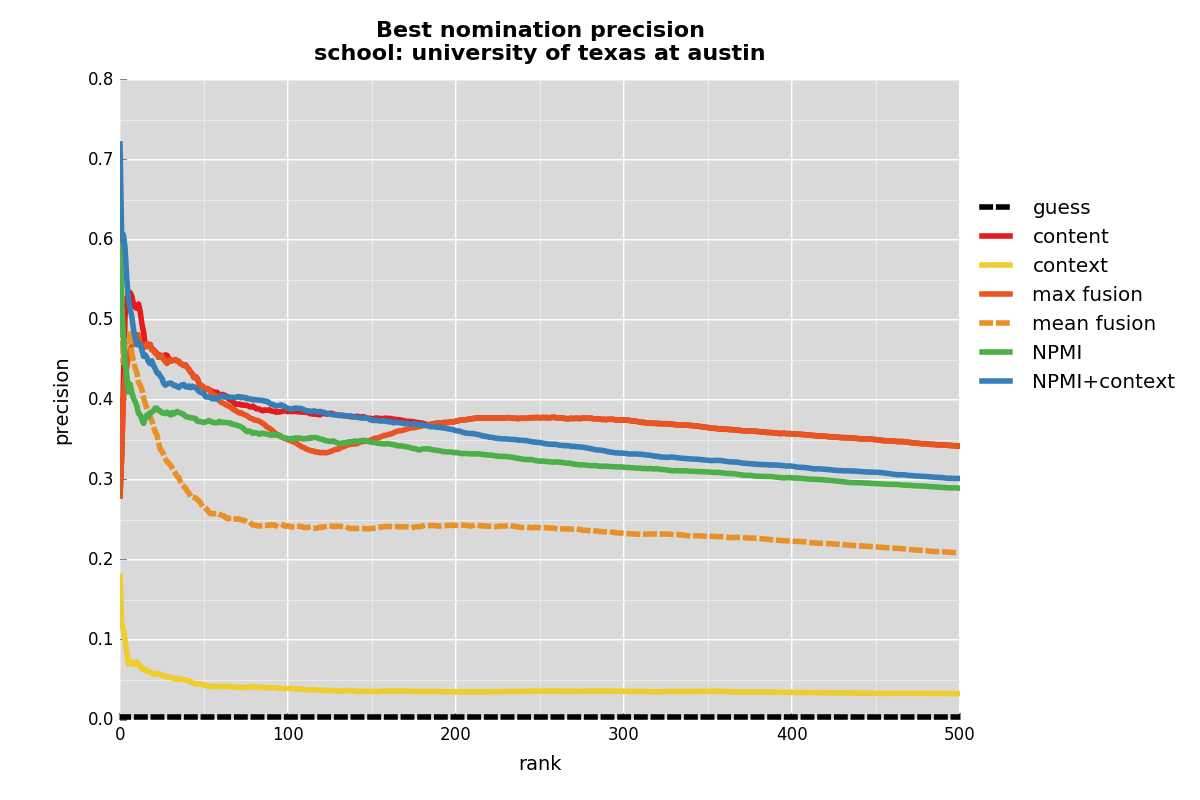 Best nomination precision
school: university of texas at austin
0.8
0.7
0.6
0.5
0.4
0.3
0.2
0.1
0.0
precision
0
100
200
300
400
500
rank
guess
content
context
max fusion
mean fusion
NPMI
NPMI+context